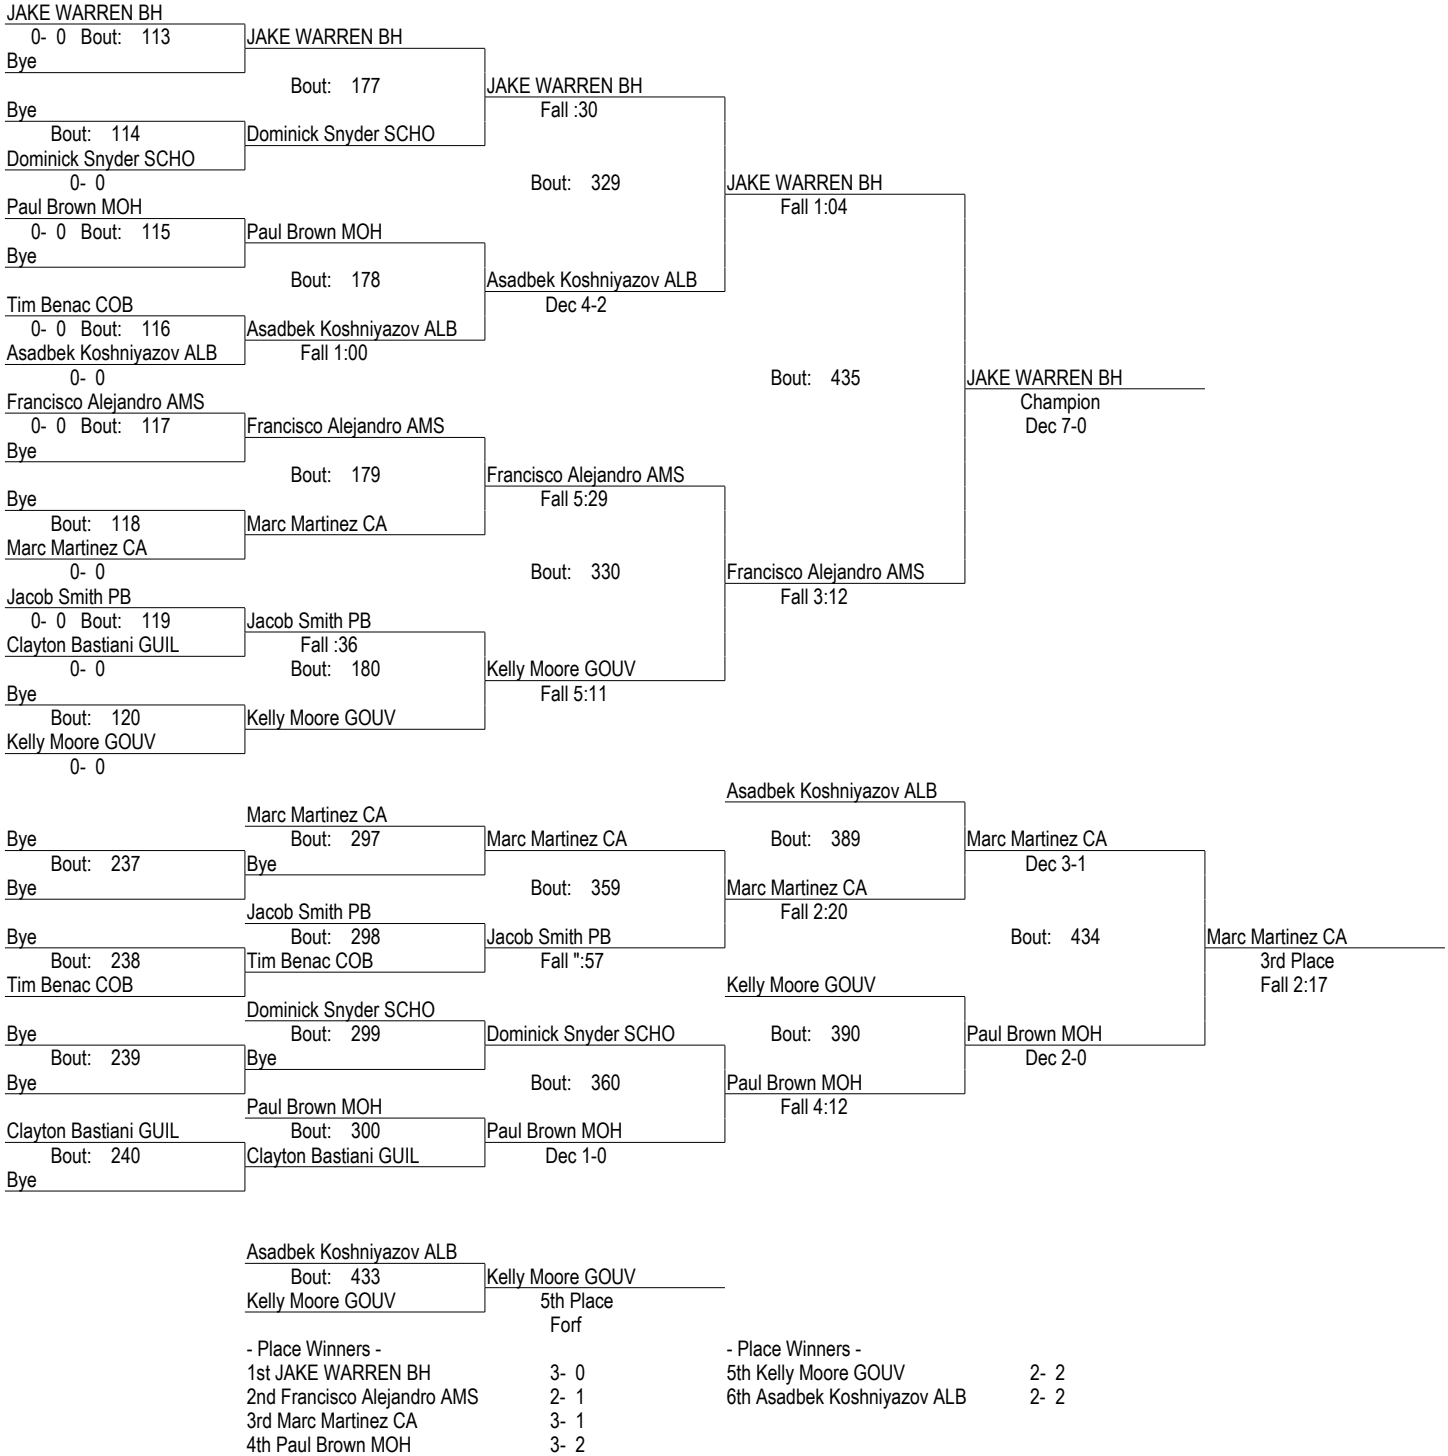 JAKE WARREN BH
0- 0 Bout: 113 JAKE WARREN BH
Bye
Bout: 177 JAKE WARREN BH
Bye Fall :30
Bout: 114 Dominick Snyder SCHO
Dominick Snyder SCHO
0- 0 Bout: 329 JAKE WARREN BH
Paul Brown MOH Fall 1:04
0- 0 Bout: 115 Paul Brown MOH
Bye
Bout: 178 Asadbek Koshniyazov ALB
Tim Benac COB Dec 4-2
0- 0 Bout: 116 Asadbek Koshniyazov ALB
Asadbek Koshniyazov ALB Fall 1:00
0- 0 Bout: 435 JAKE WARREN BH
Francisco Alejandro AMS Champion
0- 0 Bout: 117 Francisco Alejandro AMS Dec 7-0
Bye
Bout: 179 Francisco Alejandro AMS
Bye Fall 5:29
Bout: 118 Marc Martinez CA
Marc Martinez CA
0- 0 Bout: 330 Francisco Alejandro AMS
Jacob Smith PB Fall 3:12
0- 0 Bout: 119 Jacob Smith PB
Clayton Bastiani GUIL Fall :36
0- 0 Bout: 180 Kelly Moore GOUV
Bye Fall 5:11
Bout: 120 Kelly Moore GOUV
Kelly Moore GOUV
0- 0
Asadbek Koshniyazov ALB
Marc Martinez CA
Bye Bout: 297 Marc Martinez CA Bout: 389 Marc Martinez CA
Bout: 237 Bye Dec 3-1
Bye Bout: 359 Marc Martinez CA
Jacob Smith PB Fall 2:20
Bye Bout: 298 Jacob Smith PB Bout: 434 Marc Martinez CA
Bout: 238 Tim Benac COB Fall ":57 3rd Place
Tim Benac COB Kelly Moore GOUV Fall 2:17
Dominick Snyder SCHO
Bye Bout: 299 Dominick Snyder SCHO Bout: 390 Paul Brown MOH
Bout: 239 Bye Dec 2-0
Bye Bout: 360 Paul Brown MOH
Paul Brown MOH Fall 4:12
Clayton Bastiani GUIL Bout: 300 Paul Brown MOH
Bout: 240 Clayton Bastiani GUIL Dec 1-0
Bye
Asadbek Koshniyazov ALB
Bout: 433 Kelly Moore GOUV
Kelly Moore GOUV 5th Place
Forf
- Place Winners - - Place Winners -
1st JAKE WARREN BH 3- 0 5th Kelly Moore GOUV 2- 2
2nd Francisco Alejandro AMS 2- 1 6th Asadbek Koshniyazov ALB 2- 2
3rd Marc Martinez CA 3- 1
4th Paul Brown MOH 3- 2